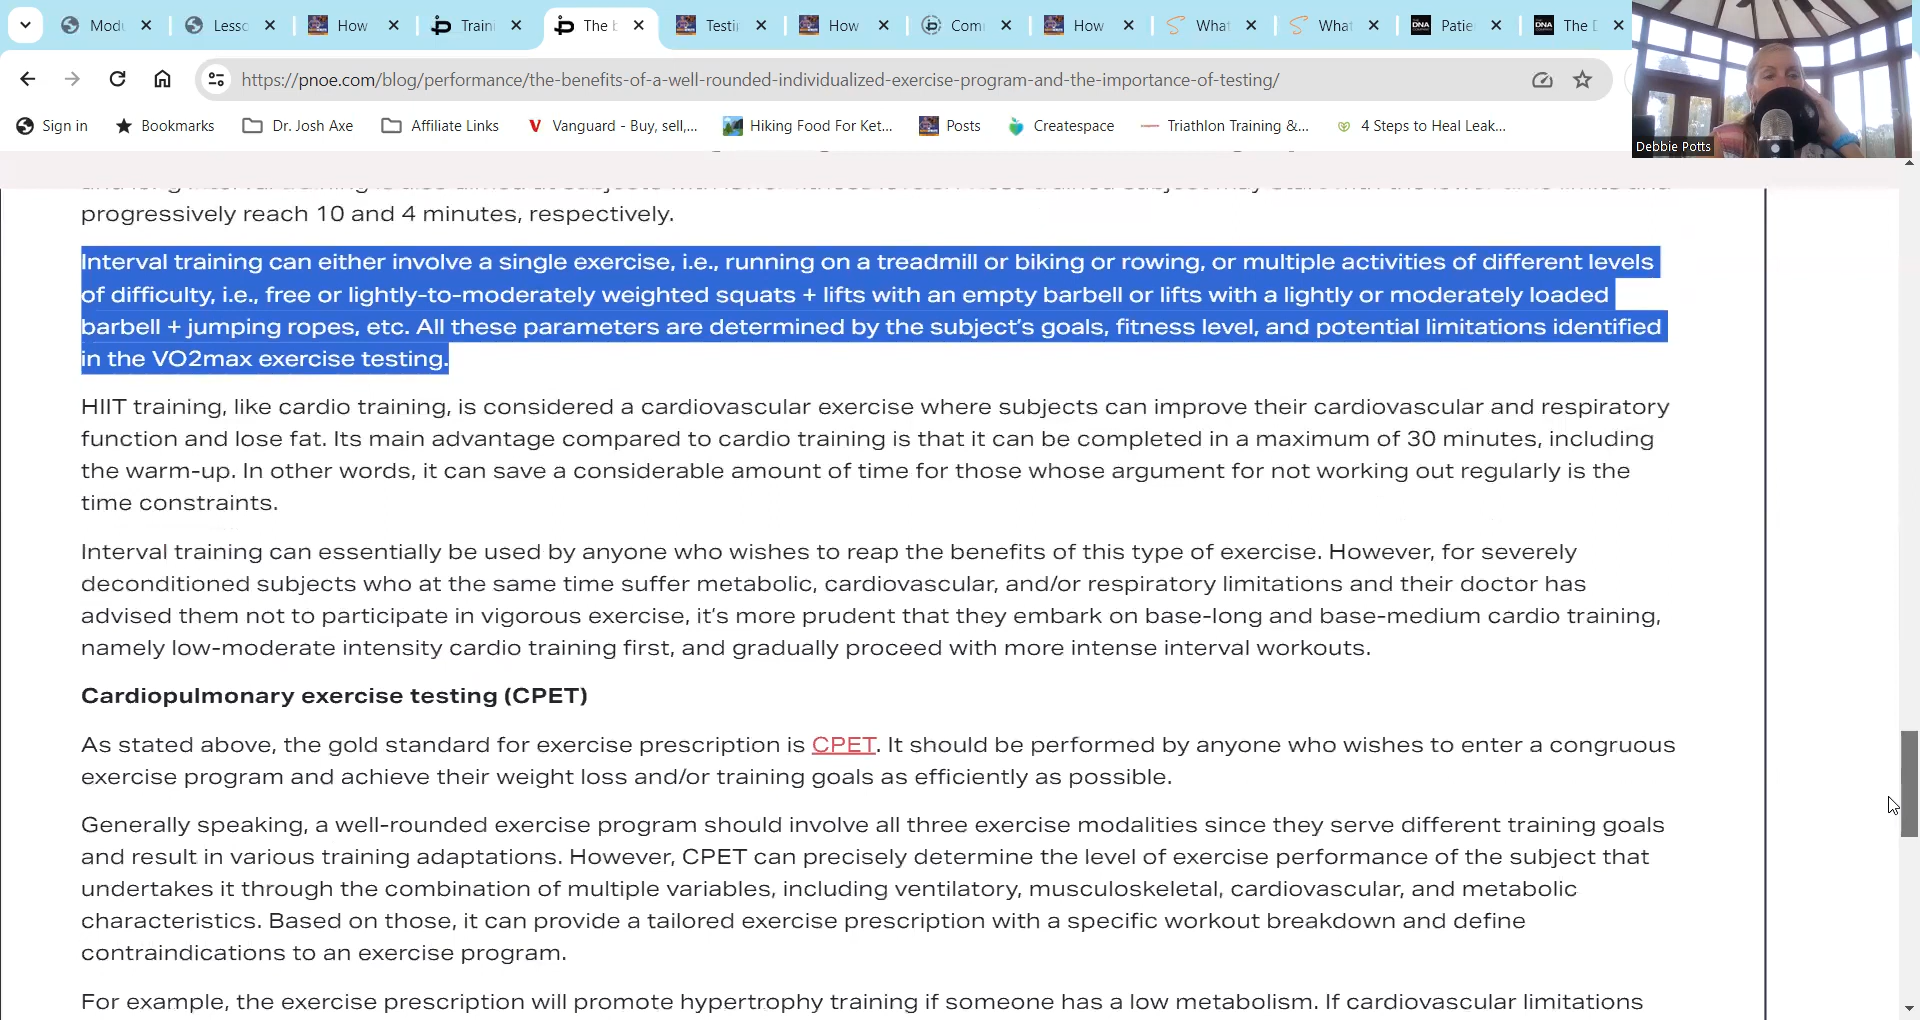 Modu
Lesso
How
Traini
The b
Testin
How
Com
How
What
What
Patie
The D
https://pnoe.com/blog/performance/the-benefits-of-a-well-rounded-individualized-exercise-program-and-the-importance-of-testing/
Sign in
Bookmarks
Dr. Josh Axe
Affiliate Links
Vanguard - Buy, sell,...
Hiking Food For Ket...
Posts
Createspace
Triathlon Training &...
4 Steps to Heal Leak...
Debbie Potts
progressively reach 10 and 4 minutes, respectively.
Interval training can either involve a single exercise, i.e., running on a treadmill or biking or rowing, or multiple activities of different levels
of difficulty, i.e., free or lightly-to-moderately weighted squats + lifts with an empty barbell or lifts with a lightly or moderately loaded
barbell + jumping ropes, etc. All these parameters are determined by the subject's goals, fitness level, and potential limitations identified
in the VO2max exercise testing.
HIIT training, like cardio training, is considered a cardiovascular exercise where subjects can improve their cardiovascular and respiratory
function and lose fat. Its main advantage compared to cardio training is that it can be completed in a maximum of 30 minutes, including
the warm-up. In other words, it can save a considerable amount of time for those whose argument for not working out regularly is the
time constraints.
Interval training can essentially be used by anyone who wishes to reap the benefits of this type of exercise. However, for severely
deconditioned subjects who at the same time suffer metabolic, cardiovascular, and/or respiratory limitations and their doctor has
advised them not to participate in vigorous exercise, it's more prudent that they embark on base-long and base-medium cardio training,
namely low-moderate intensity cardio training first, and gradually proceed with more intense interval workouts.
Cardiopulmonary exercise testing (CPET)
As stated above, the gold standard for exercise prescription is CPET. It should be performed by anyone who wishes to enter a congruous
exercise program and achieve their weight loss and/or training goals as efficiently as possible.
Generally speaking, a well-rounded exercise program should involve all three exercise modalities since they serve different training goals
and result in various training adaptations. However, CPET can precisely determine the level of exercise performance of the subject that
undertakes it through the combination of multiple variables, including ventilatory, musculoskeletal, cardiovascular, and metabolic
characteristics. Based on those, it can provide a tailored exercise prescription with a specific workout breakdown and define
contraindications to an exercise program.
For example, the exercise prescription will promote hypertrophy training if someone has a low metabolism. If cardiovascular limitations